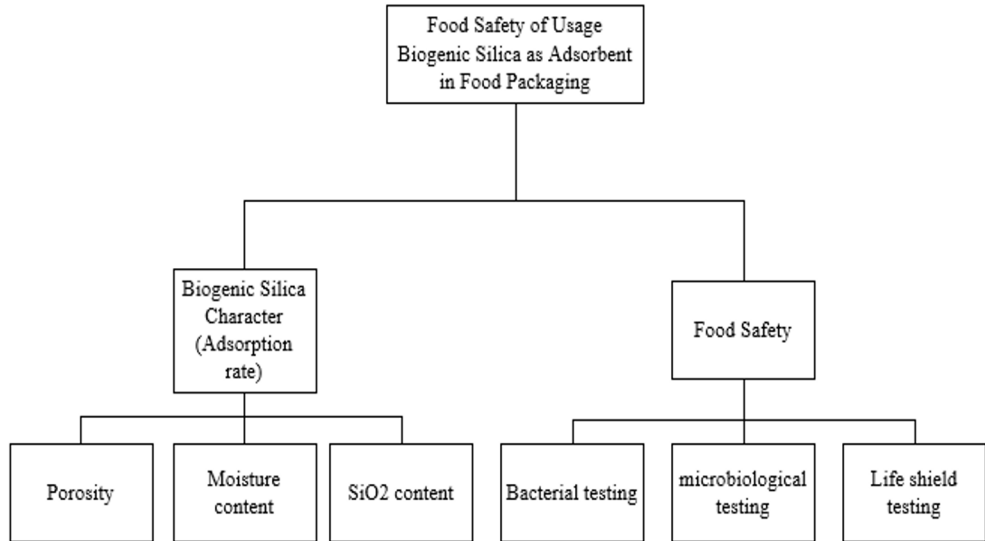 Food Safety of Usage
Biogenic Silica as Adsorbent
in Food Packaging
Biogenic Silica
Character
(Adsorption
rate)
Food Safety
Porosity
Moisture
content
SiO2 content
Bacterial testing
microbiological
testing
Life shield
testing